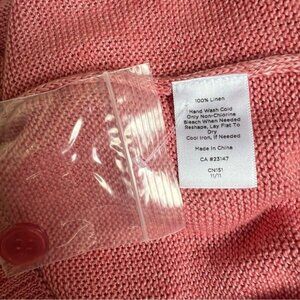 100% Linen
Hand Wash Cold
Only Non-Chlorine
Bleach When Needed
Reshape, Lay Flat To
Dry
Cool Iron, If Needed
Made In China
CA #23147
CN151
11/11